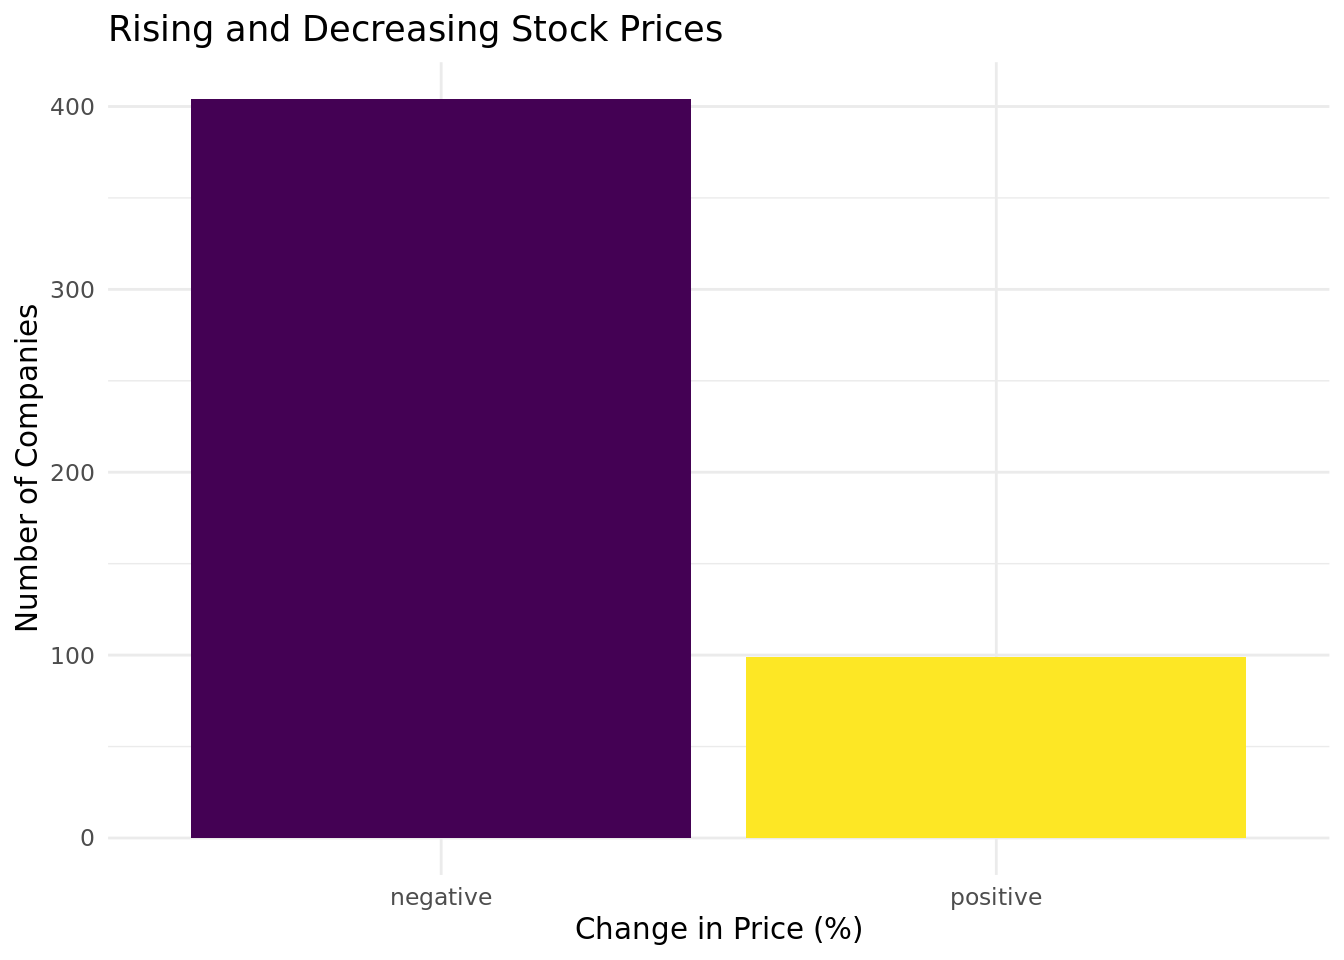 Rising and Decreasing Stock Prices
Number of Companies
400
300
200
100
0
negative
positive
Change in Price (%)